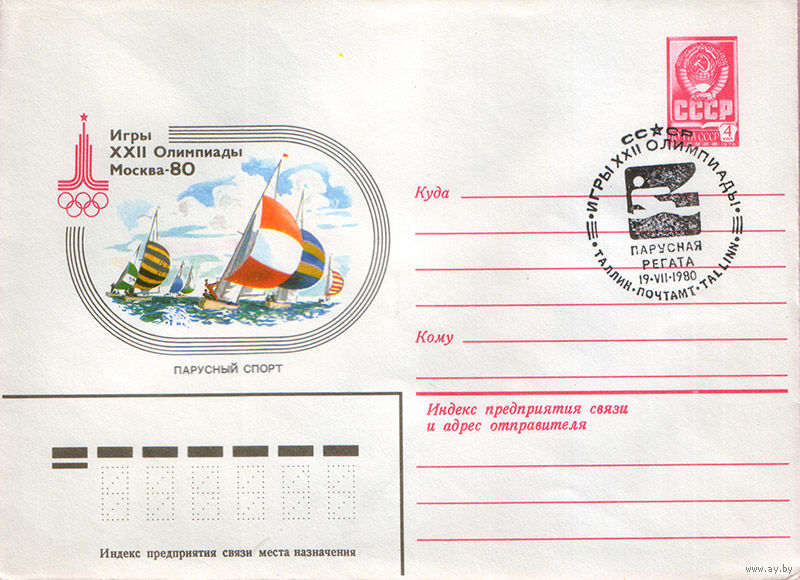 Игры
XXII Олимпиады
Москва-80
ПАРУСНЫЙ СПОРТ
СССР
4
СССР
ИГРЫ XXII ОЛИМПИАДЫ
ПАРУСНАЯ
РЕГАТА
19·VII·1980
ТАЛЛИН·ПОЧТАМТ·TALLINN
Куда
Кому
Индекс предприятия связи
и адрес отправителя
Индекс предприятия связи места назначения
www.ay.by